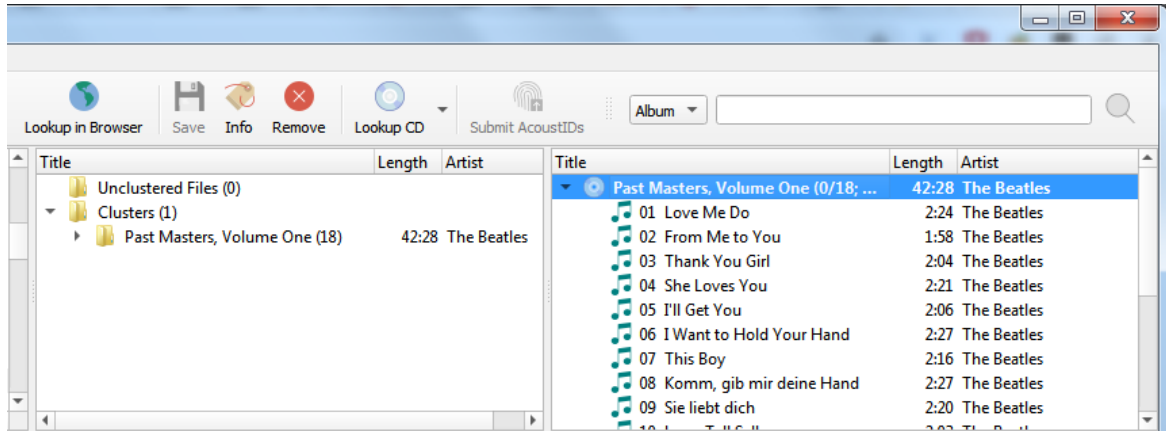 Lookup in Browser Save Info Remove Lookup CD Submit AcoustIDs Album
Title Length Artist
Unclustered Files (0)
Clusters (1)
Past Masters, Volume One (18) 42:28 The Beatles
Title Length Artist
Past Masters, Volume One (0/18; ... 42:28 The Beatles
01 Love Me Do 2:24 The Beatles
02 From Me to You 1:58 The Beatles
03 Thank You Girl 2:04 The Beatles
04 She Loves You 2:21 The Beatles
05 I'll Get You 2:06 The Beatles
06 I Want to Hold Your Hand 2:27 The Beatles
07 This Boy 2:16 The Beatles
08 Komm, gib mir deine Hand 2:27 The Beatles
09 Sie liebt dich 2:20 The Beatles